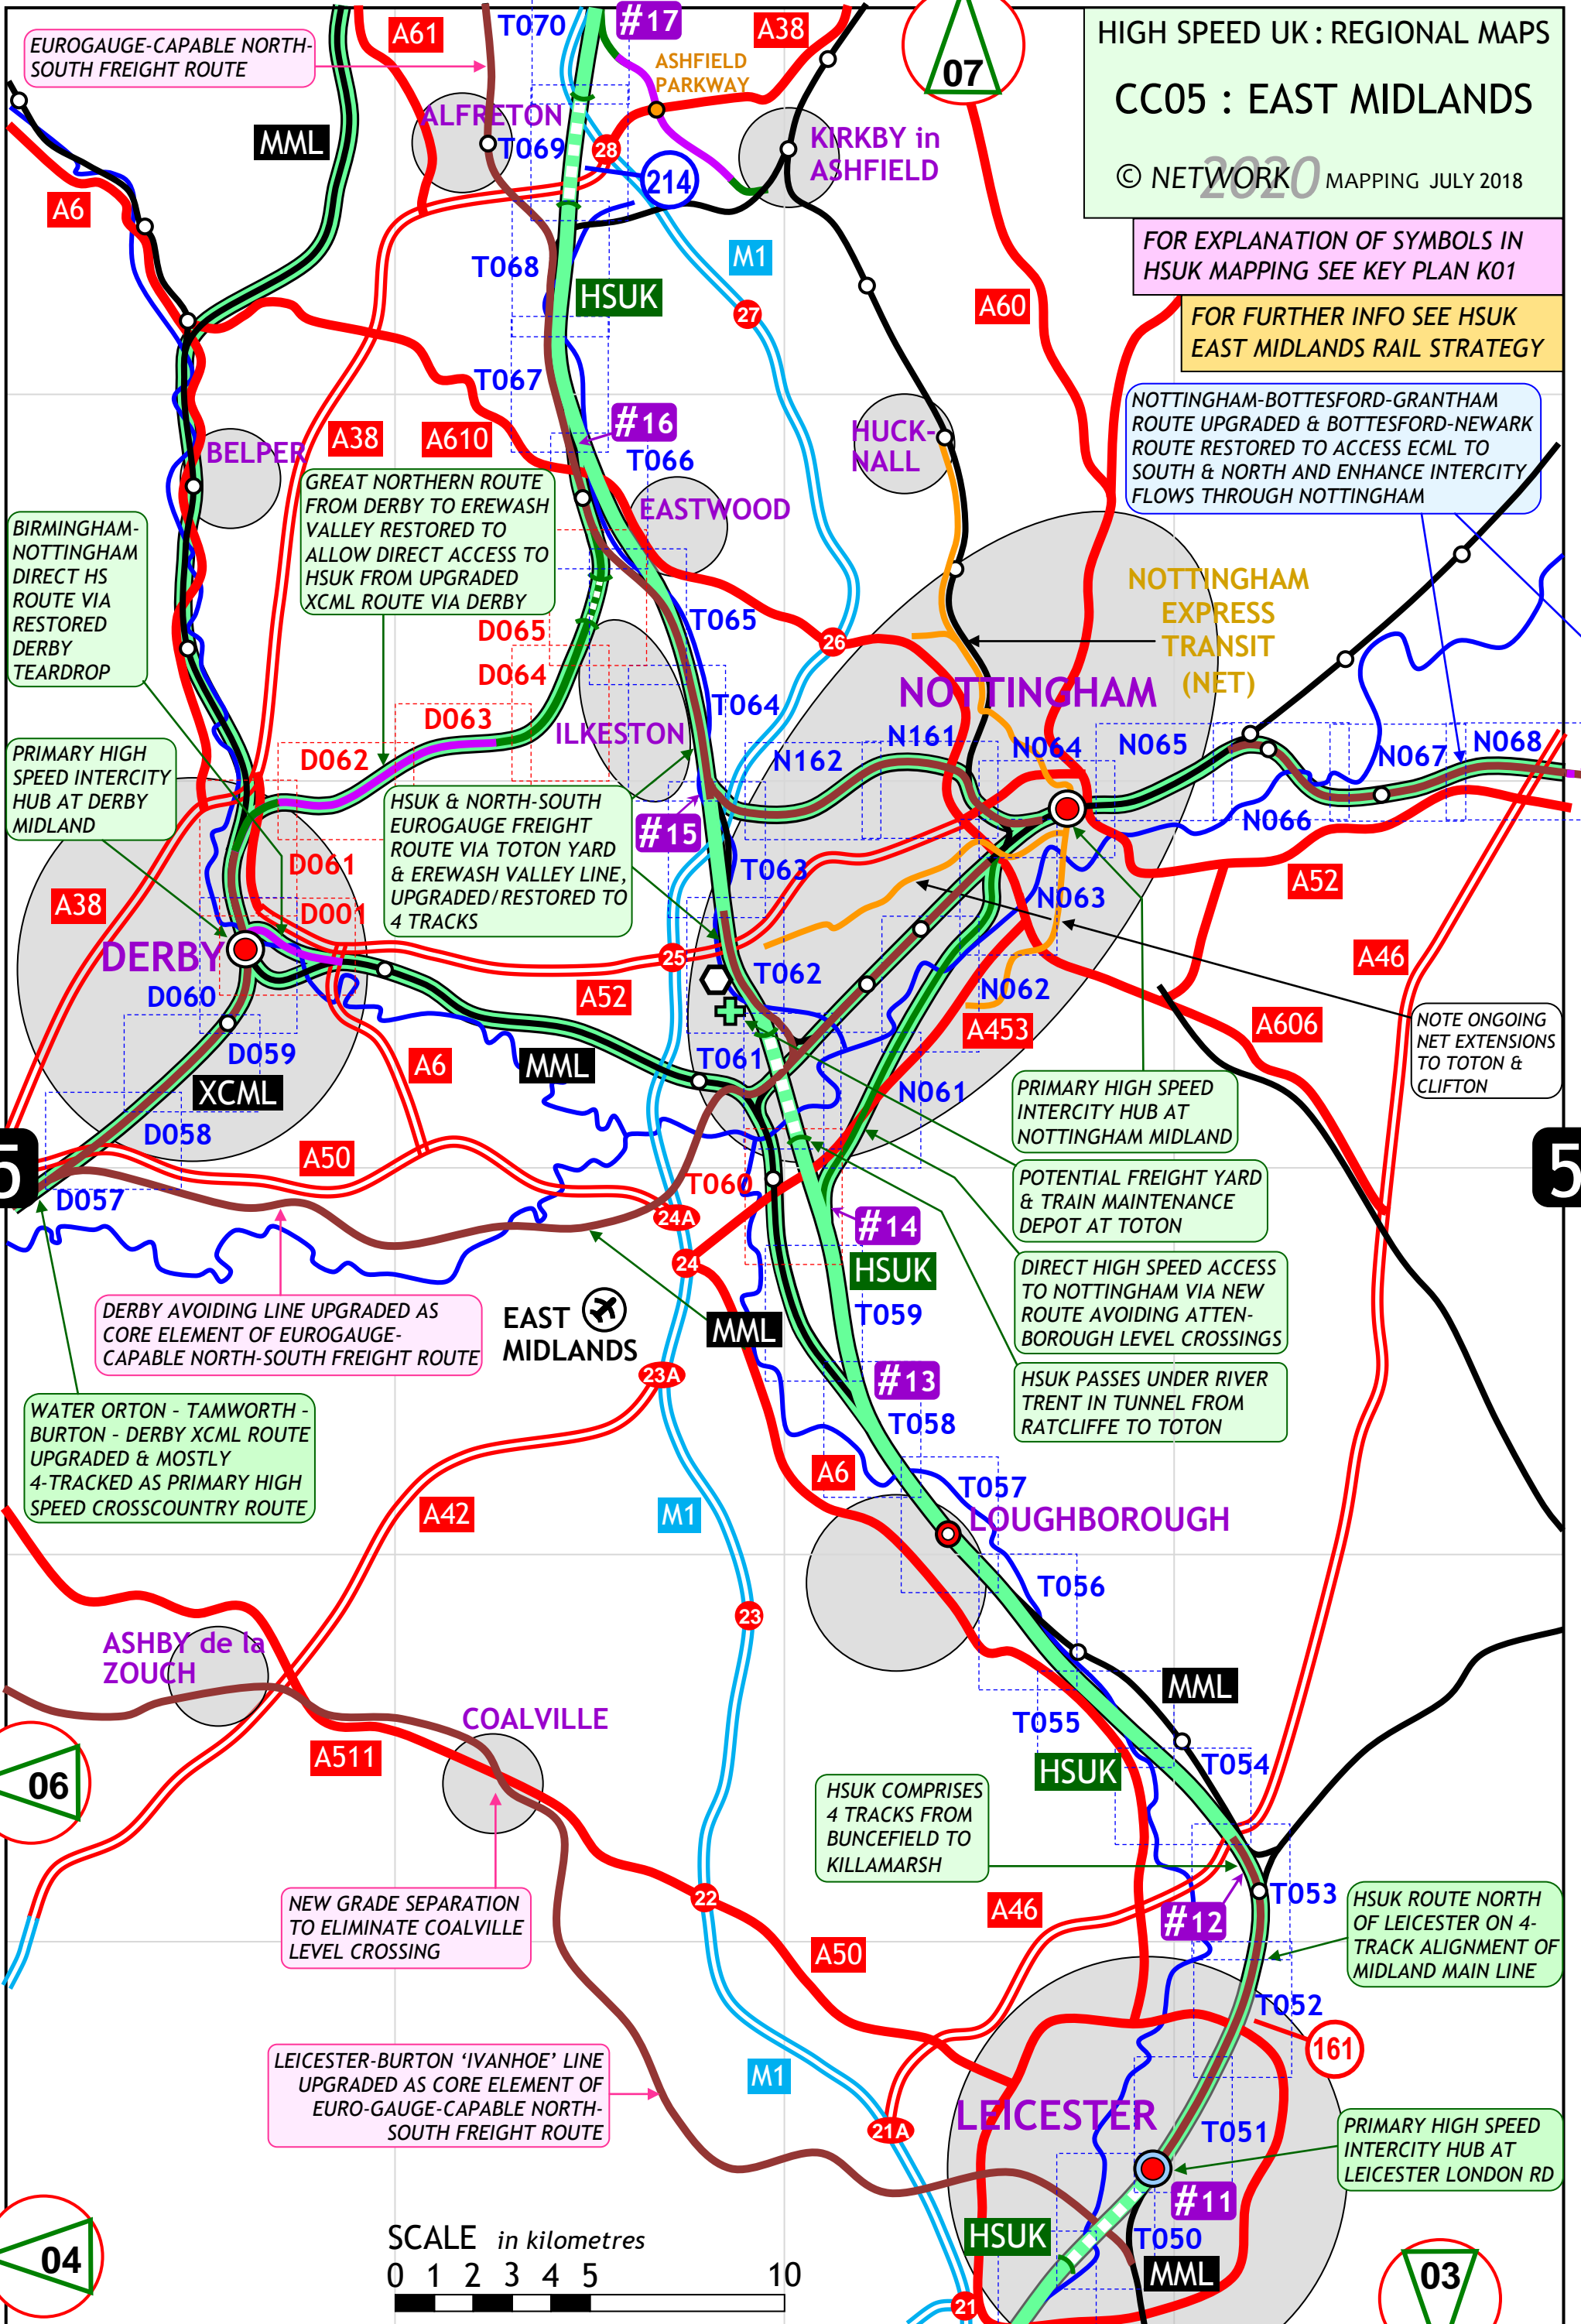 HIGH SPEED UK : REGIONAL MAPS
CC05 : EAST MIDLANDS
© NETWORK 2020 MAPPING JULY 2018
FOR EXPLANATION OF SYMBOLS IN
HSUK MAPPING SEE KEY PLAN K01
FOR FURTHER INFO SEE HSUK
EAST MIDLANDS RAIL STRATEGY
NOTTINGHAM-BOTTESFORD-GRANTHAM
ROUTE UPGRADED & BOTTESFORD-NEWARK
ROUTE RESTORED TO ACCESS ECML TO
SOUTH & NORTH AND ENHANCE INTERCITY
FLOWS THROUGH NOTTINGHAM
EUROGAUGE-CAPABLE NORTH-
SOUTH FREIGHT ROUTE
A61
T070
#17
A38
07
ASHFIELD
PARKWAY
ALFRETON
MML
T069
28
KIRKBY in
ASHFIELD
214
A6
T068
M1
HSUK
27
A60
T067
#16
A38
A610
T066
HUCK-
NALL
BELPER
EASTWOOD
GREAT NORTHERN ROUTE
FROM DERBY TO EREWASH
VALLEY RESTORED TO
ALLOW DIRECT ACCESS TO
HSUK FROM UPGRADED
XCML ROUTE VIA DERBY
BIRMINGHAM-
NOTTINGHAM
DIRECT HS
ROUTE VIA
RESTORED
DERBY
TEARDROP
NOTTINGHAM
EXPRESS
TRANSIT
(NET)
D065
T065
26
D064
NOTTINGHAM
D063
T064
ILKESTON
D062
N162
N161
N064
N065
N067
N068
PRIMARY HIGH
SPEED INTERCITY
HUB AT DERBY
MIDLAND
HSUK & NORTH-SOUTH
EUROGAUGE FREIGHT
ROUTE VIA TOTON YARD
& EREWASH VALLEY LINE,
UPGRADED/RESTORED TO
4 TRACKS
#15
N066
D061
T063
A52
A38
D001
N063
DERBY
25
T062
A46
D060
A52
N062
A453
A606
NOTE ONGOING
NET EXTENSIONS
TO TOTON &
CLIFTON
D059
A6
MML
T061
XCML
N061
PRIMARY HIGH SPEED
INTERCITY HUB AT
NOTTINGHAM MIDLAND
D058
5
A50
5
D057
T060
POTENTIAL FREIGHT YARD
& TRAIN MAINTENANCE
DEPOT AT TOTON
24A
#14
24
HSUK
DIRECT HIGH SPEED ACCESS
TO NOTTINGHAM VIA NEW
ROUTE AVOIDING ATTEN-
BOROUGH LEVEL CROSSINGS
DERBY AVOIDING LINE UPGRADED AS
CORE ELEMENT OF EUROGAUGE-
CAPABLE NORTH-SOUTH FREIGHT ROUTE
EAST
MIDLANDS
MML
T059
23A
#13
HSUK PASSES UNDER RIVER
TRENT IN TUNNEL FROM
RATCLIFFE TO TOTON
WATER ORTON – TAMWORTH –
BURTON – DERBY XCML ROUTE
UPGRADED & MOSTLY
4-TRACKED AS PRIMARY HIGH
SPEED CROSSCOUNTRY ROUTE
T058
A6
T057
A42
M1
LOUGHBOROUGH
T056
23
ASHBY de la
ZOUCH
MML
COALVILLE
T055
A511
T054
HSUK
06
HSUK COMPRISES
4 TRACKS FROM
BUNCEFIELD TO
KILLAMARSH
22
T053
A46
#12
NEW GRADE SEPARATION
TO ELIMINATE COALVILLE
LEVEL CROSSING
HSUK ROUTE NORTH
OF LEICESTER ON 4-
TRACK ALIGNMENT OF
MIDLAND MAIN LINE
A50
T052
161
LEICESTER-BURTON ‘IVANHOE’ LINE
UPGRADED AS CORE ELEMENT OF
EURO-GAUGE-CAPABLE NORTH-
SOUTH FREIGHT ROUTE
M1
LEICESTER
21A
T051
PRIMARY HIGH SPEED
INTERCITY HUB AT
LEICESTER LONDON RD
#11
HSUK
T050
MML
04
SCALE in kilometres
0 1 2 3 4 5 10
03
21